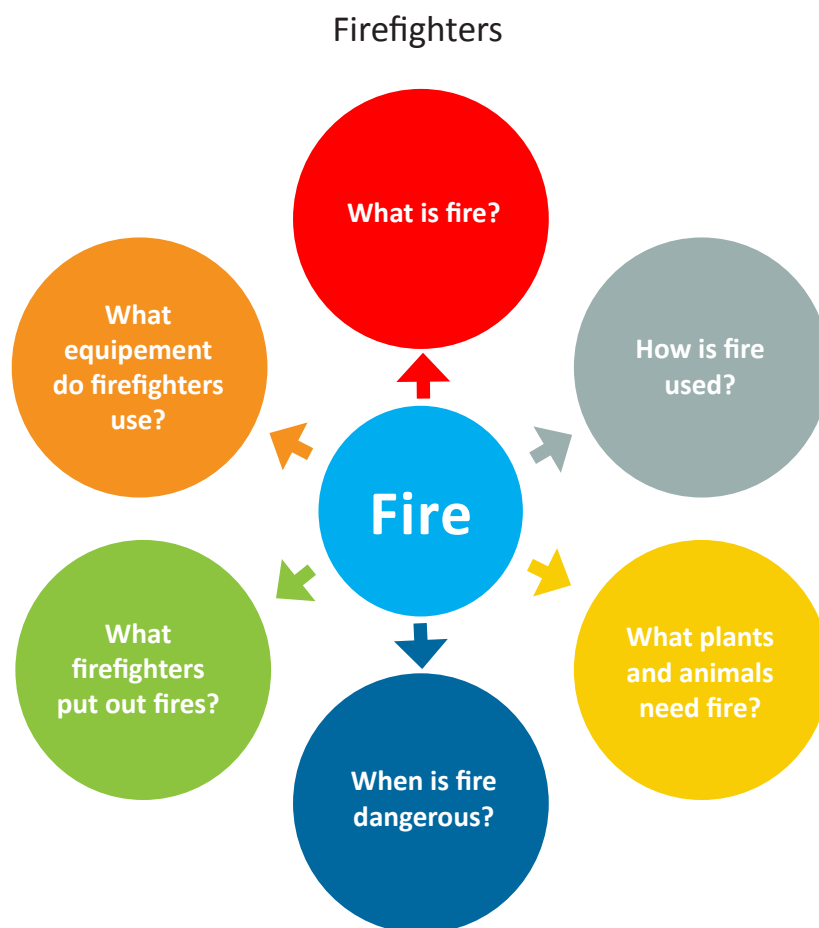 Firefighters
What is fire?
How is fire
used?
What plants
and animals
need fire?
When is fire
dangerous?
What
firefighters
put out fires?
What
equipement
do firefighters
use?
Fire